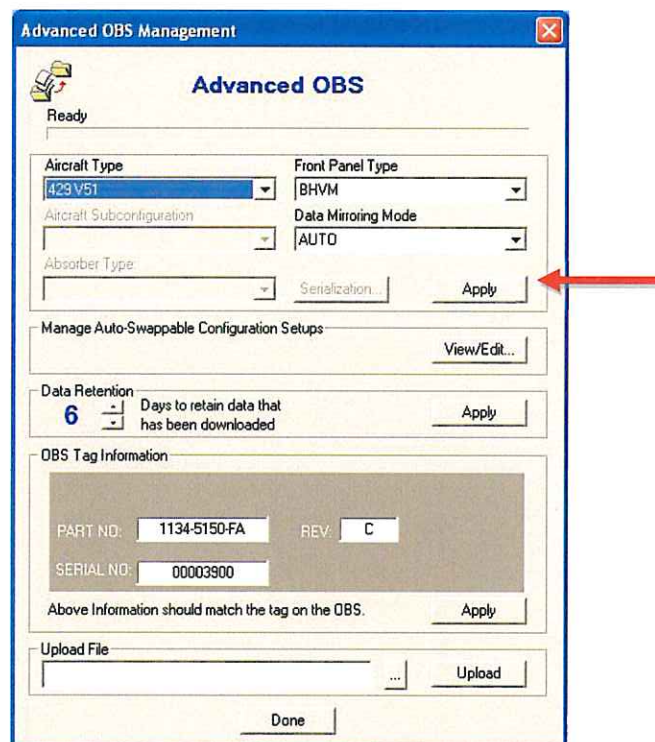 Advanced OBS Management
Advanced OBS
Ready
Aircraft Type
Front Panel Type
429 V51
BHVM
Aircraft Subconfiguration
Data Mirroring Mode
AUTO
Absorber Type:
Serialization...
Apply
Manage Auto-Swappable Configuration Setups
View/Edit...
Data Retention
6
Days to retain data that
has been downloaded
Apply
OBS Tag Information
PART NO: 1134-5150-FA REV: C
SERIAL NO: 00003900
Above Information should match the tag on the OBS.
Apply
Upload File
...
Upload
Done